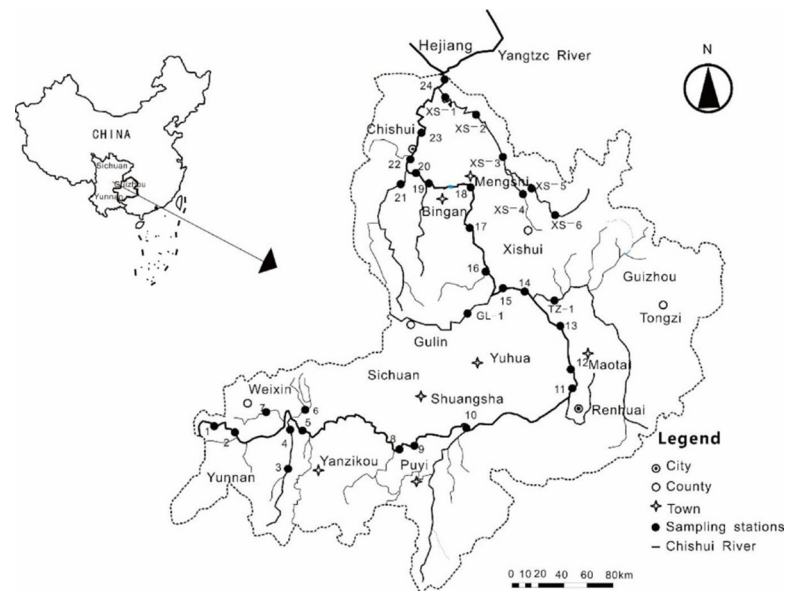 Hejiang
Yangtzc River
N
24
XS-1
XS-2
Chishui
23
CHINA
22
20
XS-3
Mengshi
XS-5
Sichuan
21
19
18
XS-4
Guizhou
Bingan
XS-6
Yunnan
17
Xishui
16
Guizhou
15
14
TZ-1
GL-1
13
Tongzi
Gulin
Yuhua
12
Maotai
Sichuan
11
Weixin
Shuangsha
Renhuai
7
6
10
1
2
5
4
8
9
Legend
3
Yanzikou
Puyi
City
Yunnan
County
Town
Sampling stations
Chishui River
0 10 20 40 60 80km